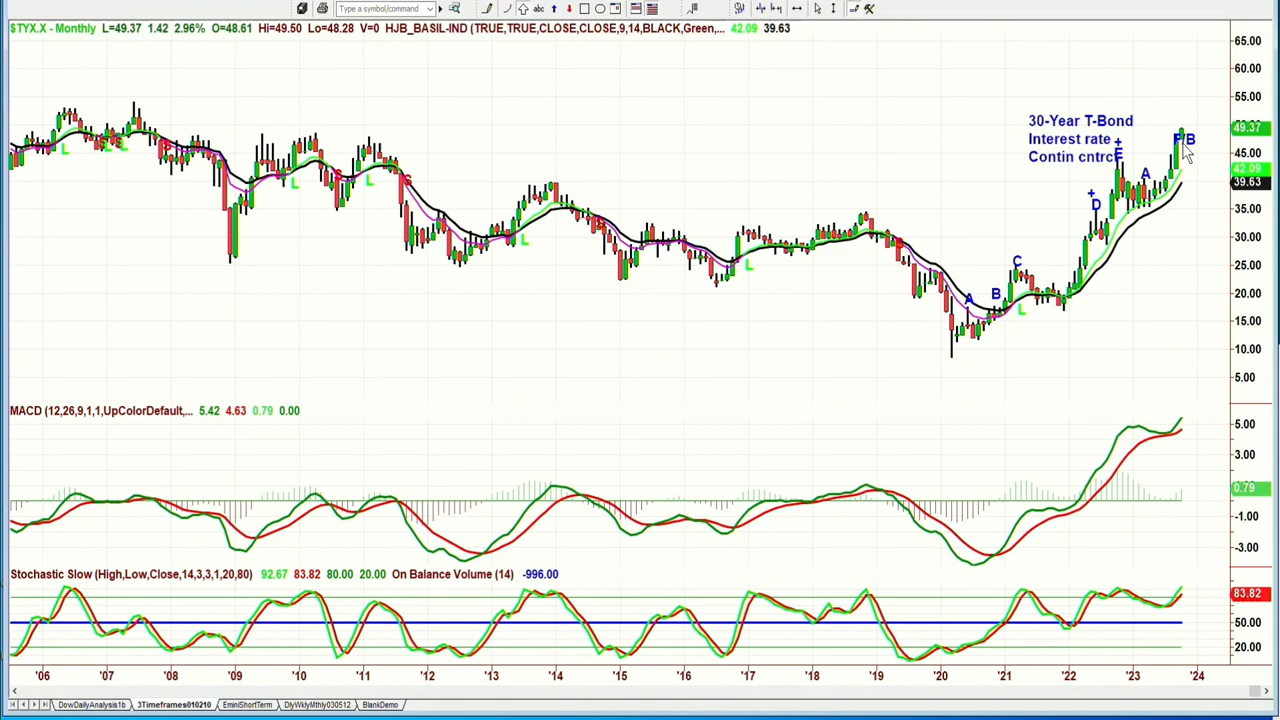 Type a symbol/command
abc
$TYX.X - Monthly L=49.37 1.42 2.96% O=48.61 Hi=49.50 Lo=48.28 V=0 HJB_BASIL-IND (TRUE,TRUE,CLOSE,CLOSE,9,14,BLACK,Green,... 42.09 39.63
65.00
60.00
55.00
30-Year T-Bond
Interest rate +
Contin cntrct
E
49.37
B
45.00
42.09
39.63
35.00
30.00
25.00
20.00
15.00
10.00
5.00
L S S L S L S L S L S L S L
A B C
+
D
A
MACD (12,26,9,1,1,UpColorDefault,... 5.42 4.63 0.79 0.00
5.00
3.00
0.79
-1.00
-3.00
Stochastic Slow (High,Low,Close,14,3,3,1,20,80) 92.67 83.82 80.00 20.00 On Balance Volume (14) -996.00
83.82
50.00
20.00
'06 '07 '08 '09 '10 '11 '12 '13 '14 '15 '16 '17 '18 '19 '20 '21 '22 '23 '24
DowDailyAnalysis1b 3Timeframes010210 EminiShortTerm DlyWklyMthly030512 BlankDemo